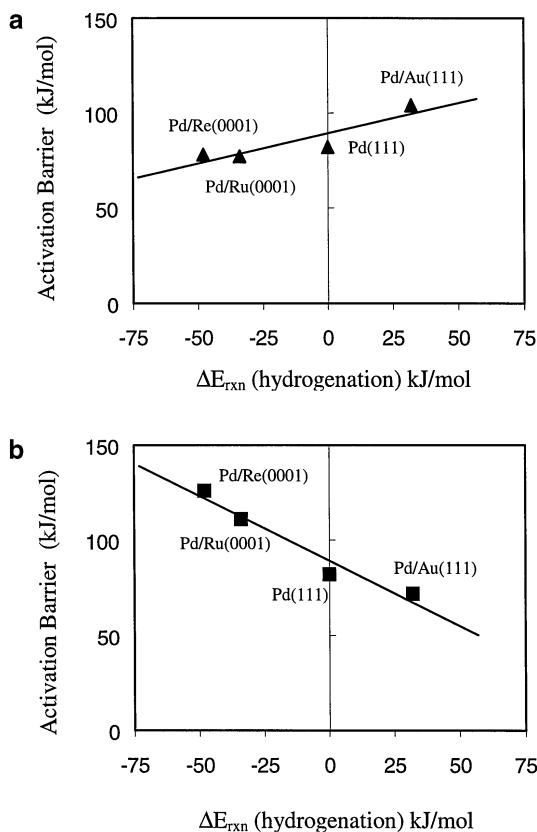 a
150
100
50
0
Activation Barrier (kJ/mol)
Pd/Au(111)
Pd/Re(0001)
Pd(111)
Pd/Ru(0001)
-75 -50 -25 0 25 50 75
ΔErxn (hydrogenation) kJ/mol
b
150
100
50
0
Activation Barrier (kJ/mol)
Pd/Re(0001)
Pd/Ru(0001)
Pd/Au(111)
Pd(111)
-75 -50 -25 0 25 50 75
ΔErxn (hydrogenation) kJ/mol